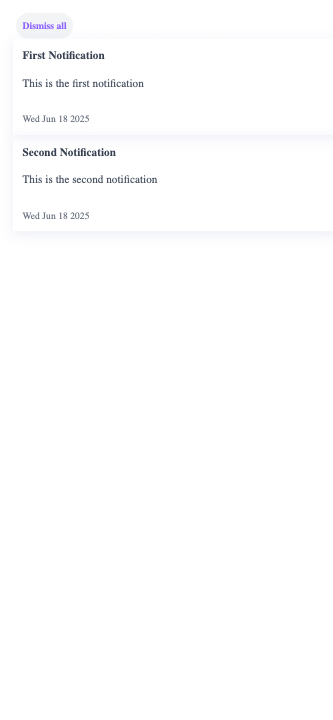 Dismiss all
First Notification
This is the first notification
Wed Jun 18 2025
Second Notification
This is the second notification
Wed Jun 18 2025